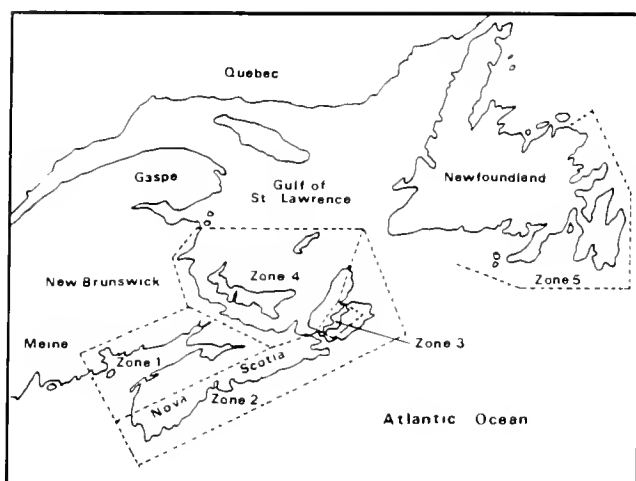 Quebec
Gaspe
Gulf of
St Lawrence
Newfoundland
New Brunswick
Zone 4
Zone 5
Meine
Zone 1
Zone 3
Nova Scotia
Zone 2
Atlantic Ocean